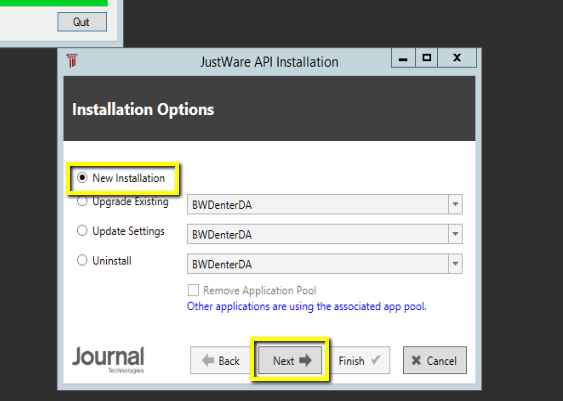 Quit
JustWare API Installation
Installation Options
New Installation
Upgrade Existing
BWDenterDA
Update Settings
BWDenterDA
Uninstall
BWDenterDA
Remove Application Pool
Other applications are using the associated app pool.
Journal
Technologies
Back
Next
Finish
Cancel